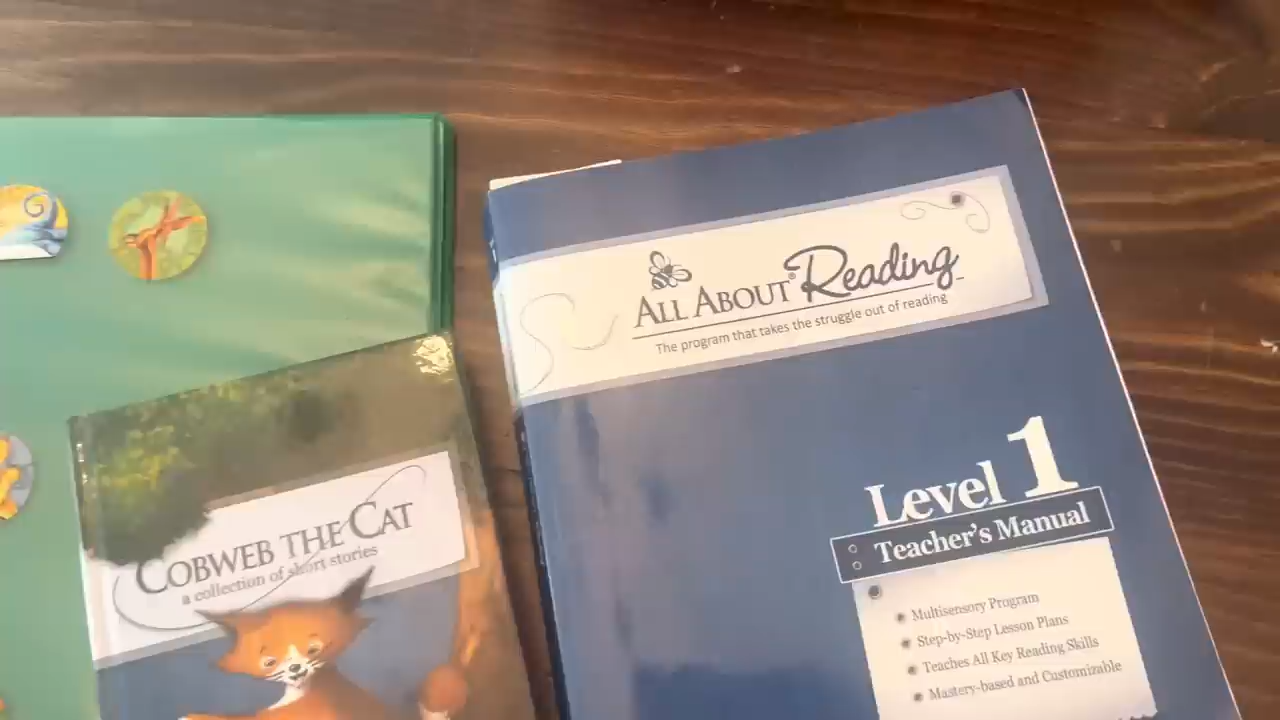 All About® Reading
The program that takes the struggle out of reading
Level 1
Teacher's Manual
Multisensory Program
Step-by-Step Lesson Plans
Teaches All Key Reading Skills
Mastery-based and Customizable
Cobweb the Cat
a collection of short stories